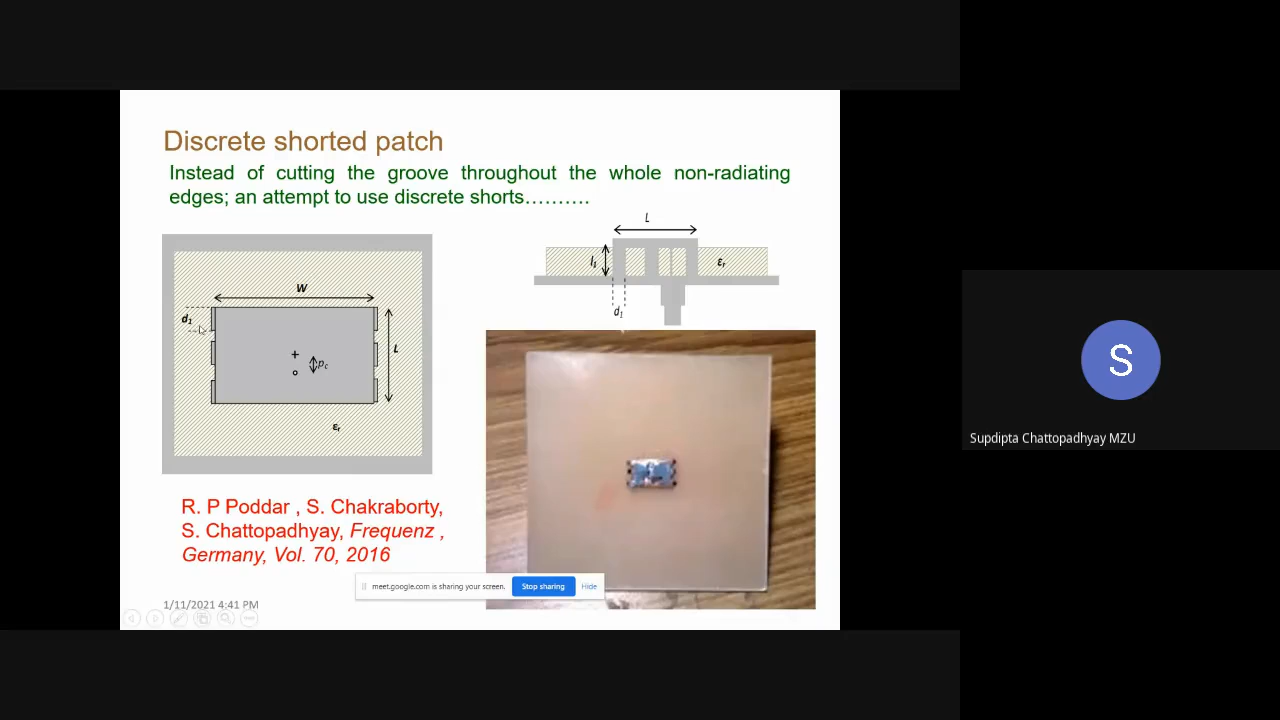 Discrete shorted patch
Instead of cutting the groove throughout the whole non-radiating
edges; an attempt to use discrete shorts……….
L
l₁
εᵣ
d₁
W
d₁
L
+
p꜀
εᵣ
R. P Poddar , S. Chakraborty,
S. Chattopadhyay, Frequenz ,
Germany, Vol. 70, 2016
meet.google.com is sharing your screen.
Stop sharing
Hide
1/11/2021 4:41 PM
S
Supdipta Chattopadhyay MZU